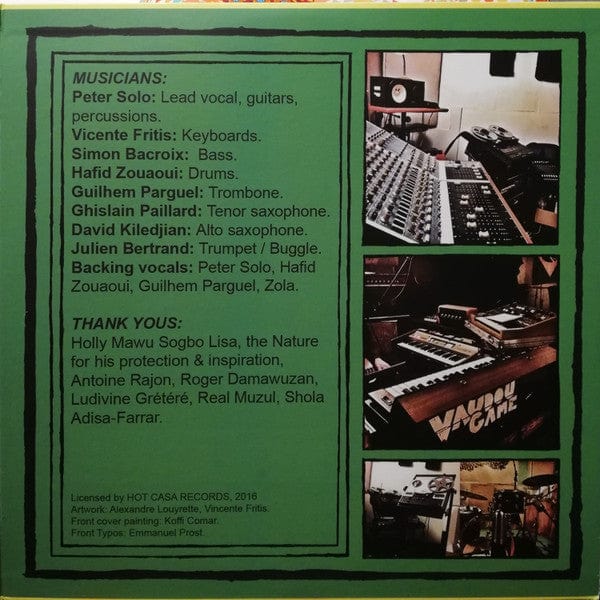 MUSICIANS:
Peter Solo: Lead vocal, guitars,
percussions.
Vicente Fritis: Keyboards.
Simon Bacroix: Bass.
Hafid Zouaoui: Drums.
Guilhem Parguel: Trombone.
Ghislain Paillard: Tenor saxophone.
David Kiledjian: Alto saxophone.
Julien Bertrand: Trumpet / Buggle.
Backing vocals: Peter Solo, Hafid
Zouaoui, Guilhem Parguel, Zola.
THANK YOUS:
Holly Mawu Sogbo Lisa, the Nature
for his protection & inspiration,
Antoine Rajon, Roger Damawuzan,
Ludivine Grétéré, Real Muzul, Shola
Adisa-Farrar.
Licensed by HOT CASA RECORDS, 2016
Artwork: Alexandre Louyrette, Vincente Fritis.
Front cover painting: Koffi Comar.
Front Typos: Emmanuel Prost.
VAUDOU
GAME